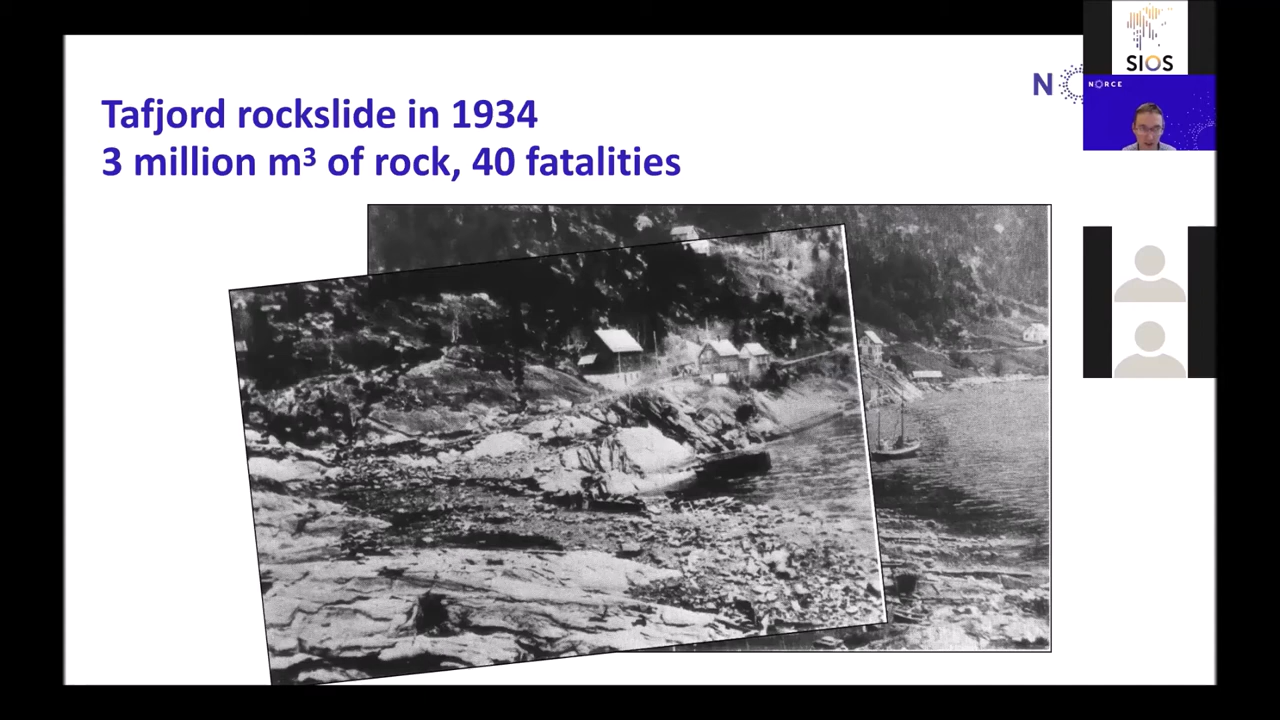 Tafjord rockslide in 1934
3 million m³ of rock, 40 fatalities
N
SIOS
NORCE